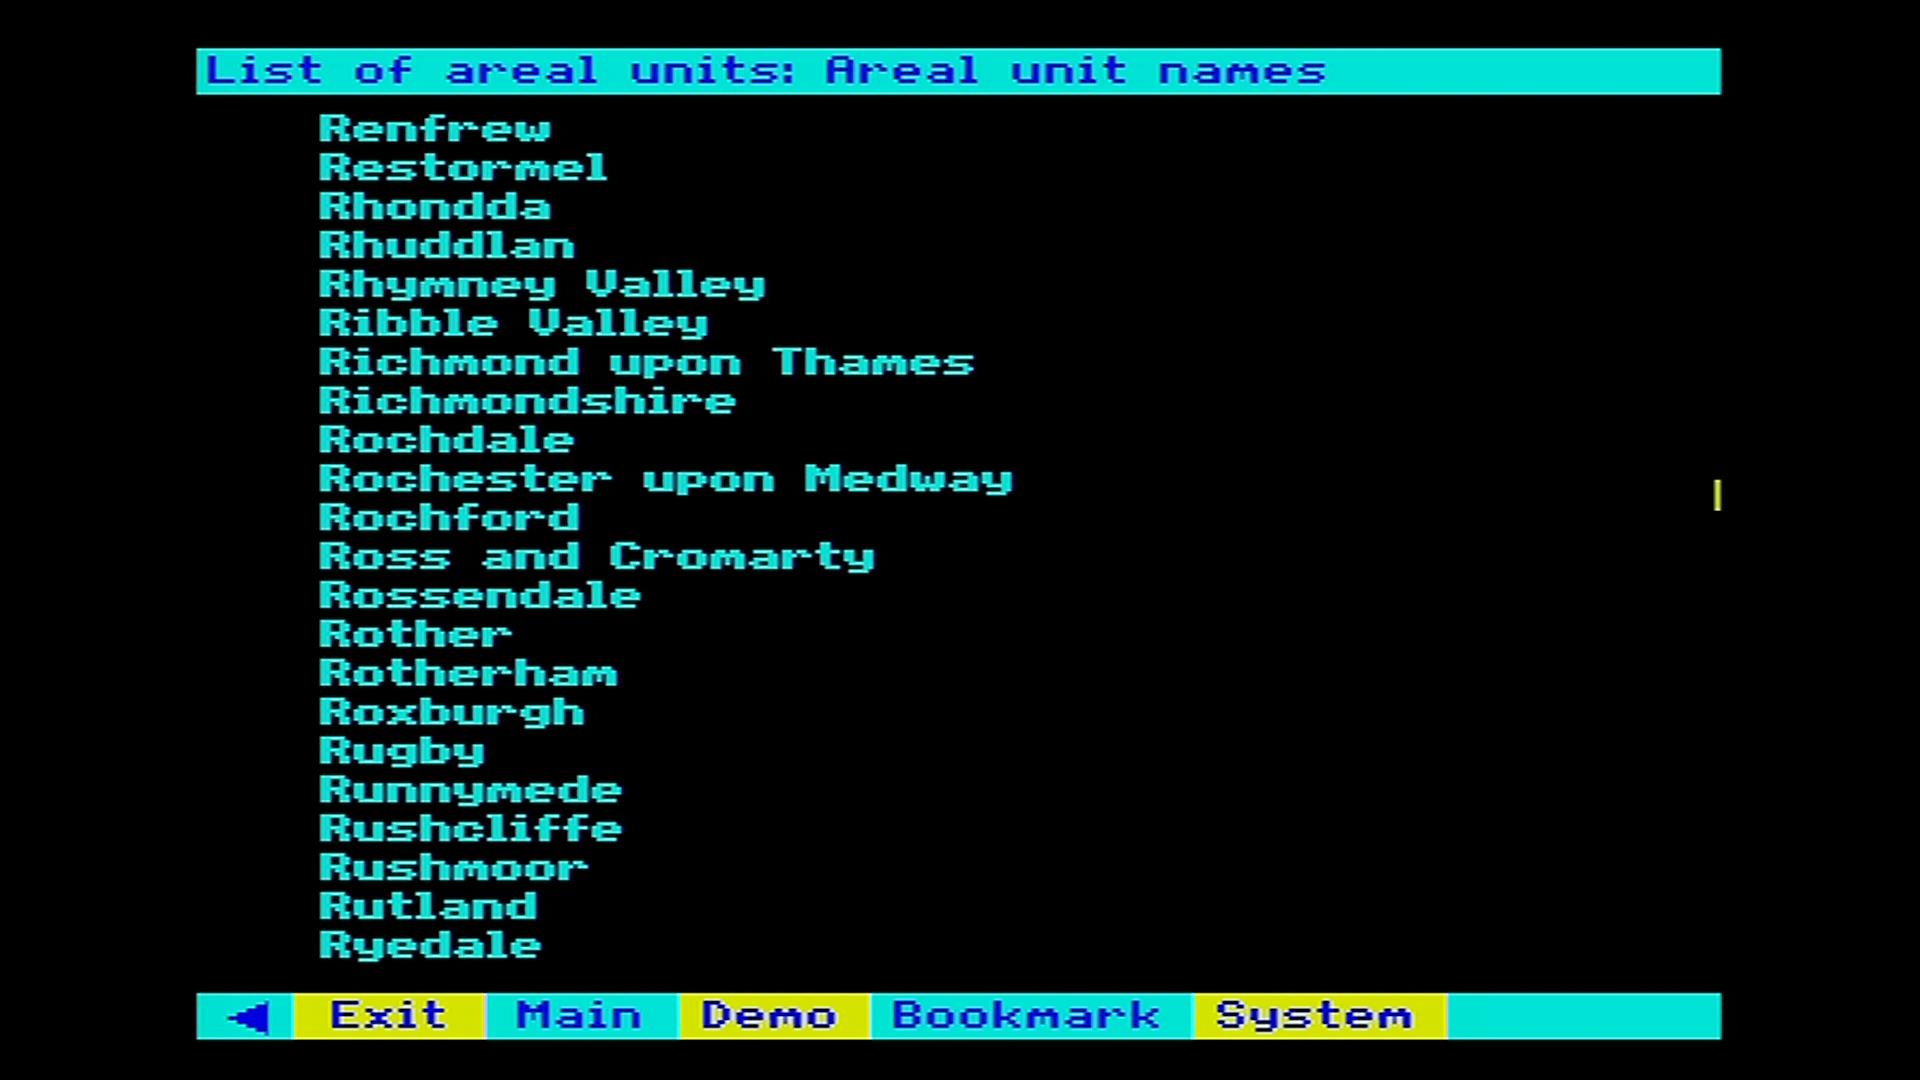 List of areal units: Areal unit names
Renfrew
Restormel
Rhondda
Rhuddlan
Rhymney Valley
Ribble Valley
Richmond upon Thames
Richmondshire
Rochdale
Rochester upon Medway
Rochford
Ross and Cromarty
Rossendale
Rother
Rotherham
Roxburgh
Rugby
Runnymede
Rushcliffe
Rushmoor
Rutland
Ryedale
Exit Main Demo Bookmark System